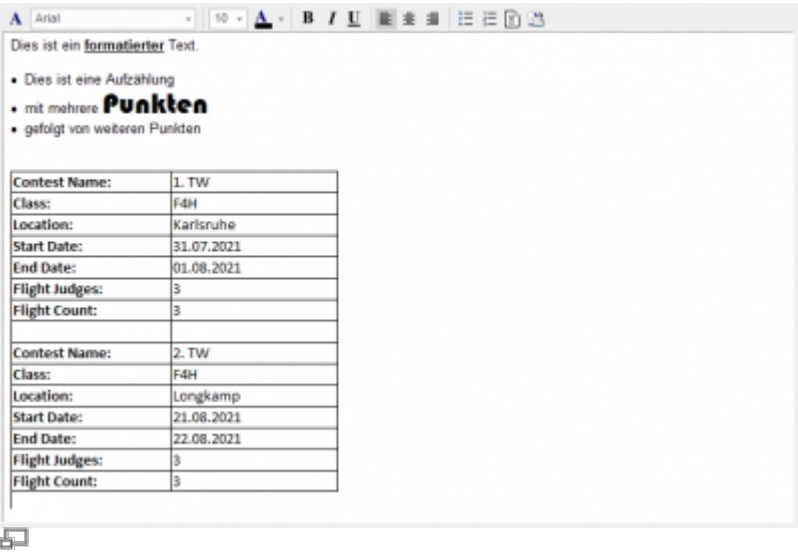 A Arial 10 A B I U
Dies ist ein formatierter Text.
• Dies ist eine Aufzählung
• mit mehrere Punkten
• gefolgt von weiteren Punkten
Contest Name: 1. TW
Class: F4H
Location: Karlsruhe
Start Date: 31.07.2021
End Date: 01.08.2021
Flight Judges: 3
Flight Count: 3
Contest Name: 2. TW
Class: F4H
Location: Longkamp
Start Date: 21.08.2021
End Date: 22.08.2021
Flight Judges: 3
Flight Count: 3